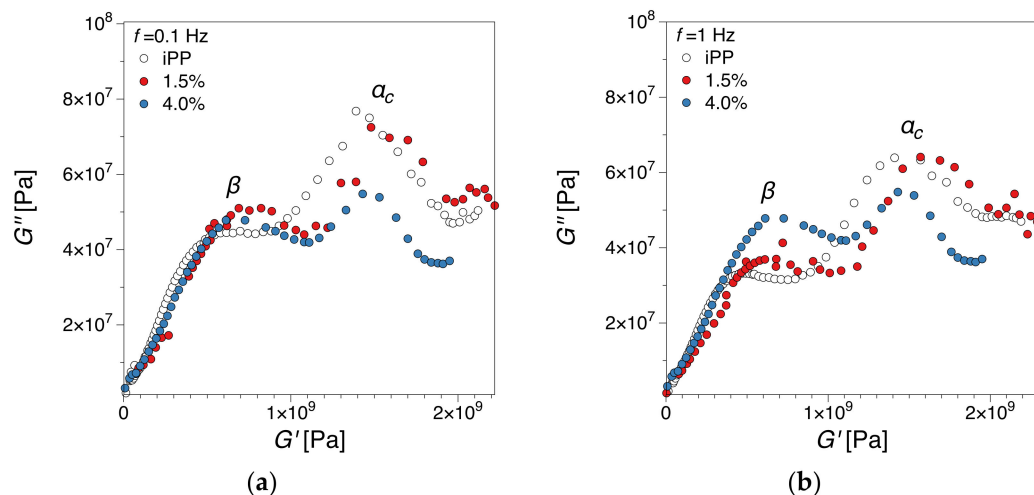 10⁸
8×10⁷
6×10⁷
4×10⁷
2×10⁷
G″ [Pa]
f =0.1 Hz
iPP
1.5%
4.0%
β
α_c
0
1×10⁹
2×10⁹
G′ [Pa]
(a)
10⁸
8×10⁷
6×10⁷
4×10⁷
2×10⁷
G″ [Pa]
f =1 Hz
iPP
1.5%
4.0%
β
α_c
0
1×10⁹
2×10⁹
G′ [Pa]
(b)